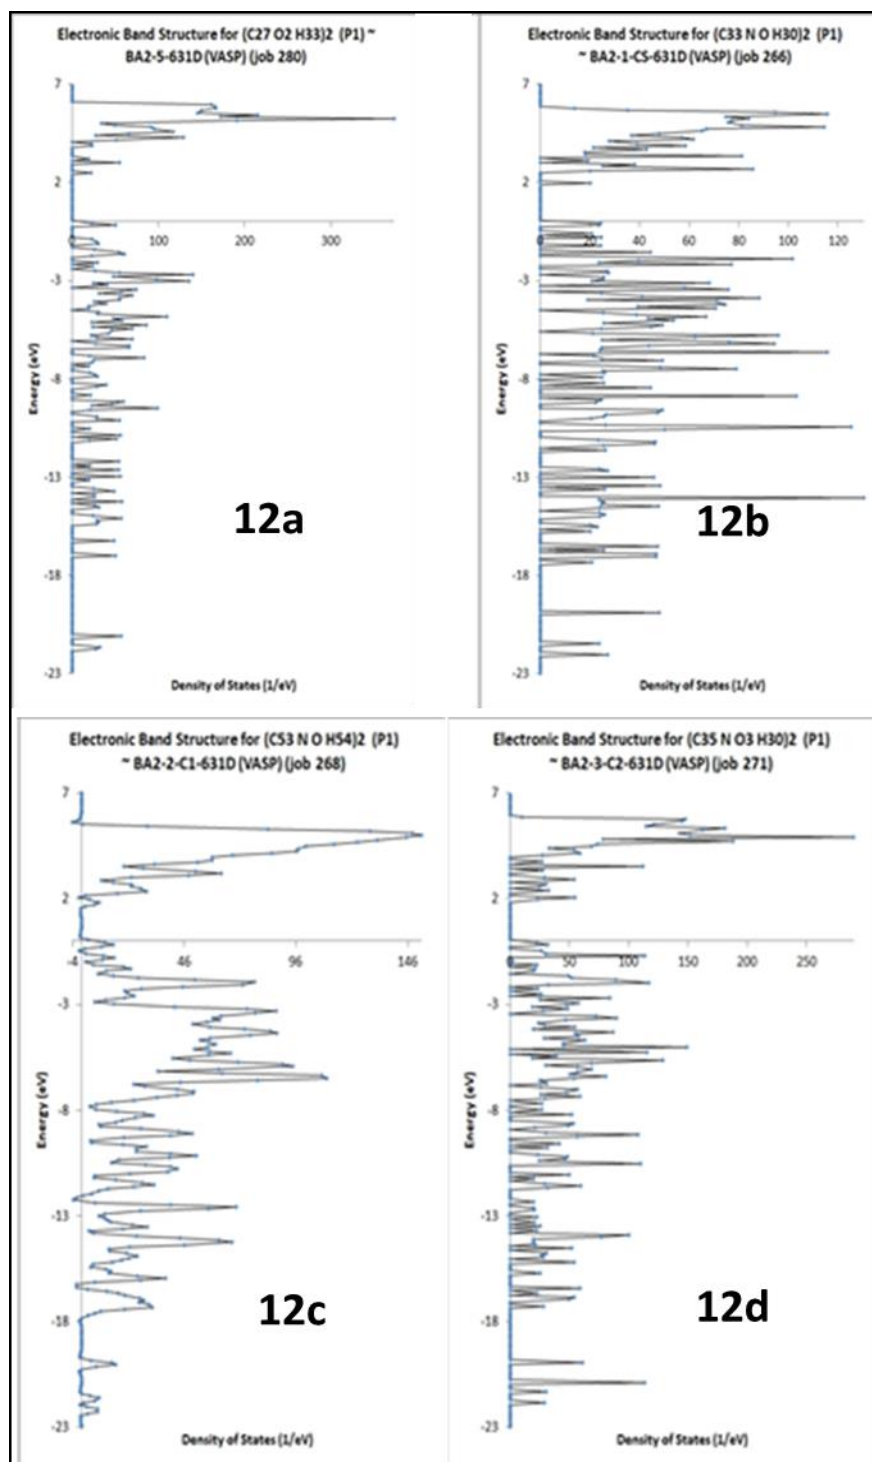 Electronic Band Structure for (C27 O2 H33)2 (P1) ~
BA2-5-631D (VASP) (job 280)
7
2
0
100
200
300
-3
-8
-13
-18
-23
Energy (eV)
12a
Density of States (1/eV)
Electronic Band Structure for (C33 N O H30)2 (P1)
~ BA2-1-CS-631D (VASP) (job 266)
7
2
0
20
40
60
80
100
120
-3
-8
-13
-18
-23
Energy (eV)
12b
Density of States (1/eV)
Electronic Band Structure for (C53 N O H54)2 (P1)
~ BA2-2-C1-631D (VASP) (job 268)
7
2
-4
46
96
146
-3
-8
-13
-18
-23
Energy (eV)
12c
Density of States (1/eV)
Electronic Band Structure for (C35 N O3 H30)2 (P1)
~ BA2-3-C2-631D (VASP) (job 271)
7
2
0
50
100
150
200
250
-3
-8
-13
-18
-23
Energy (eV)
12d
Density of States (1/eV)